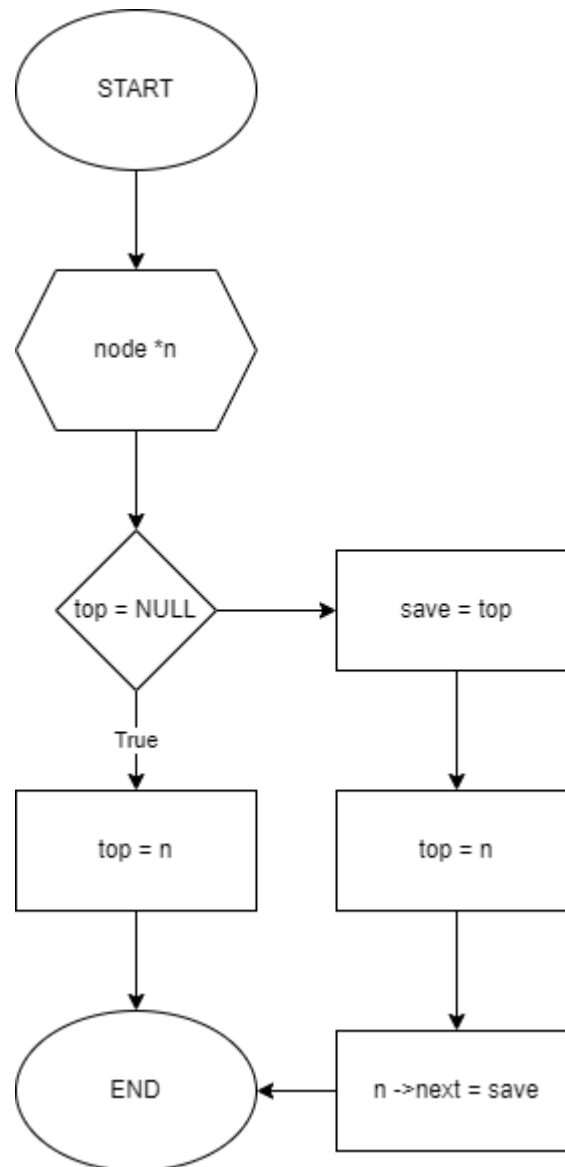 START
node *n
top = NULL
save = top
True
top = n
top = n
END
n ->next = save